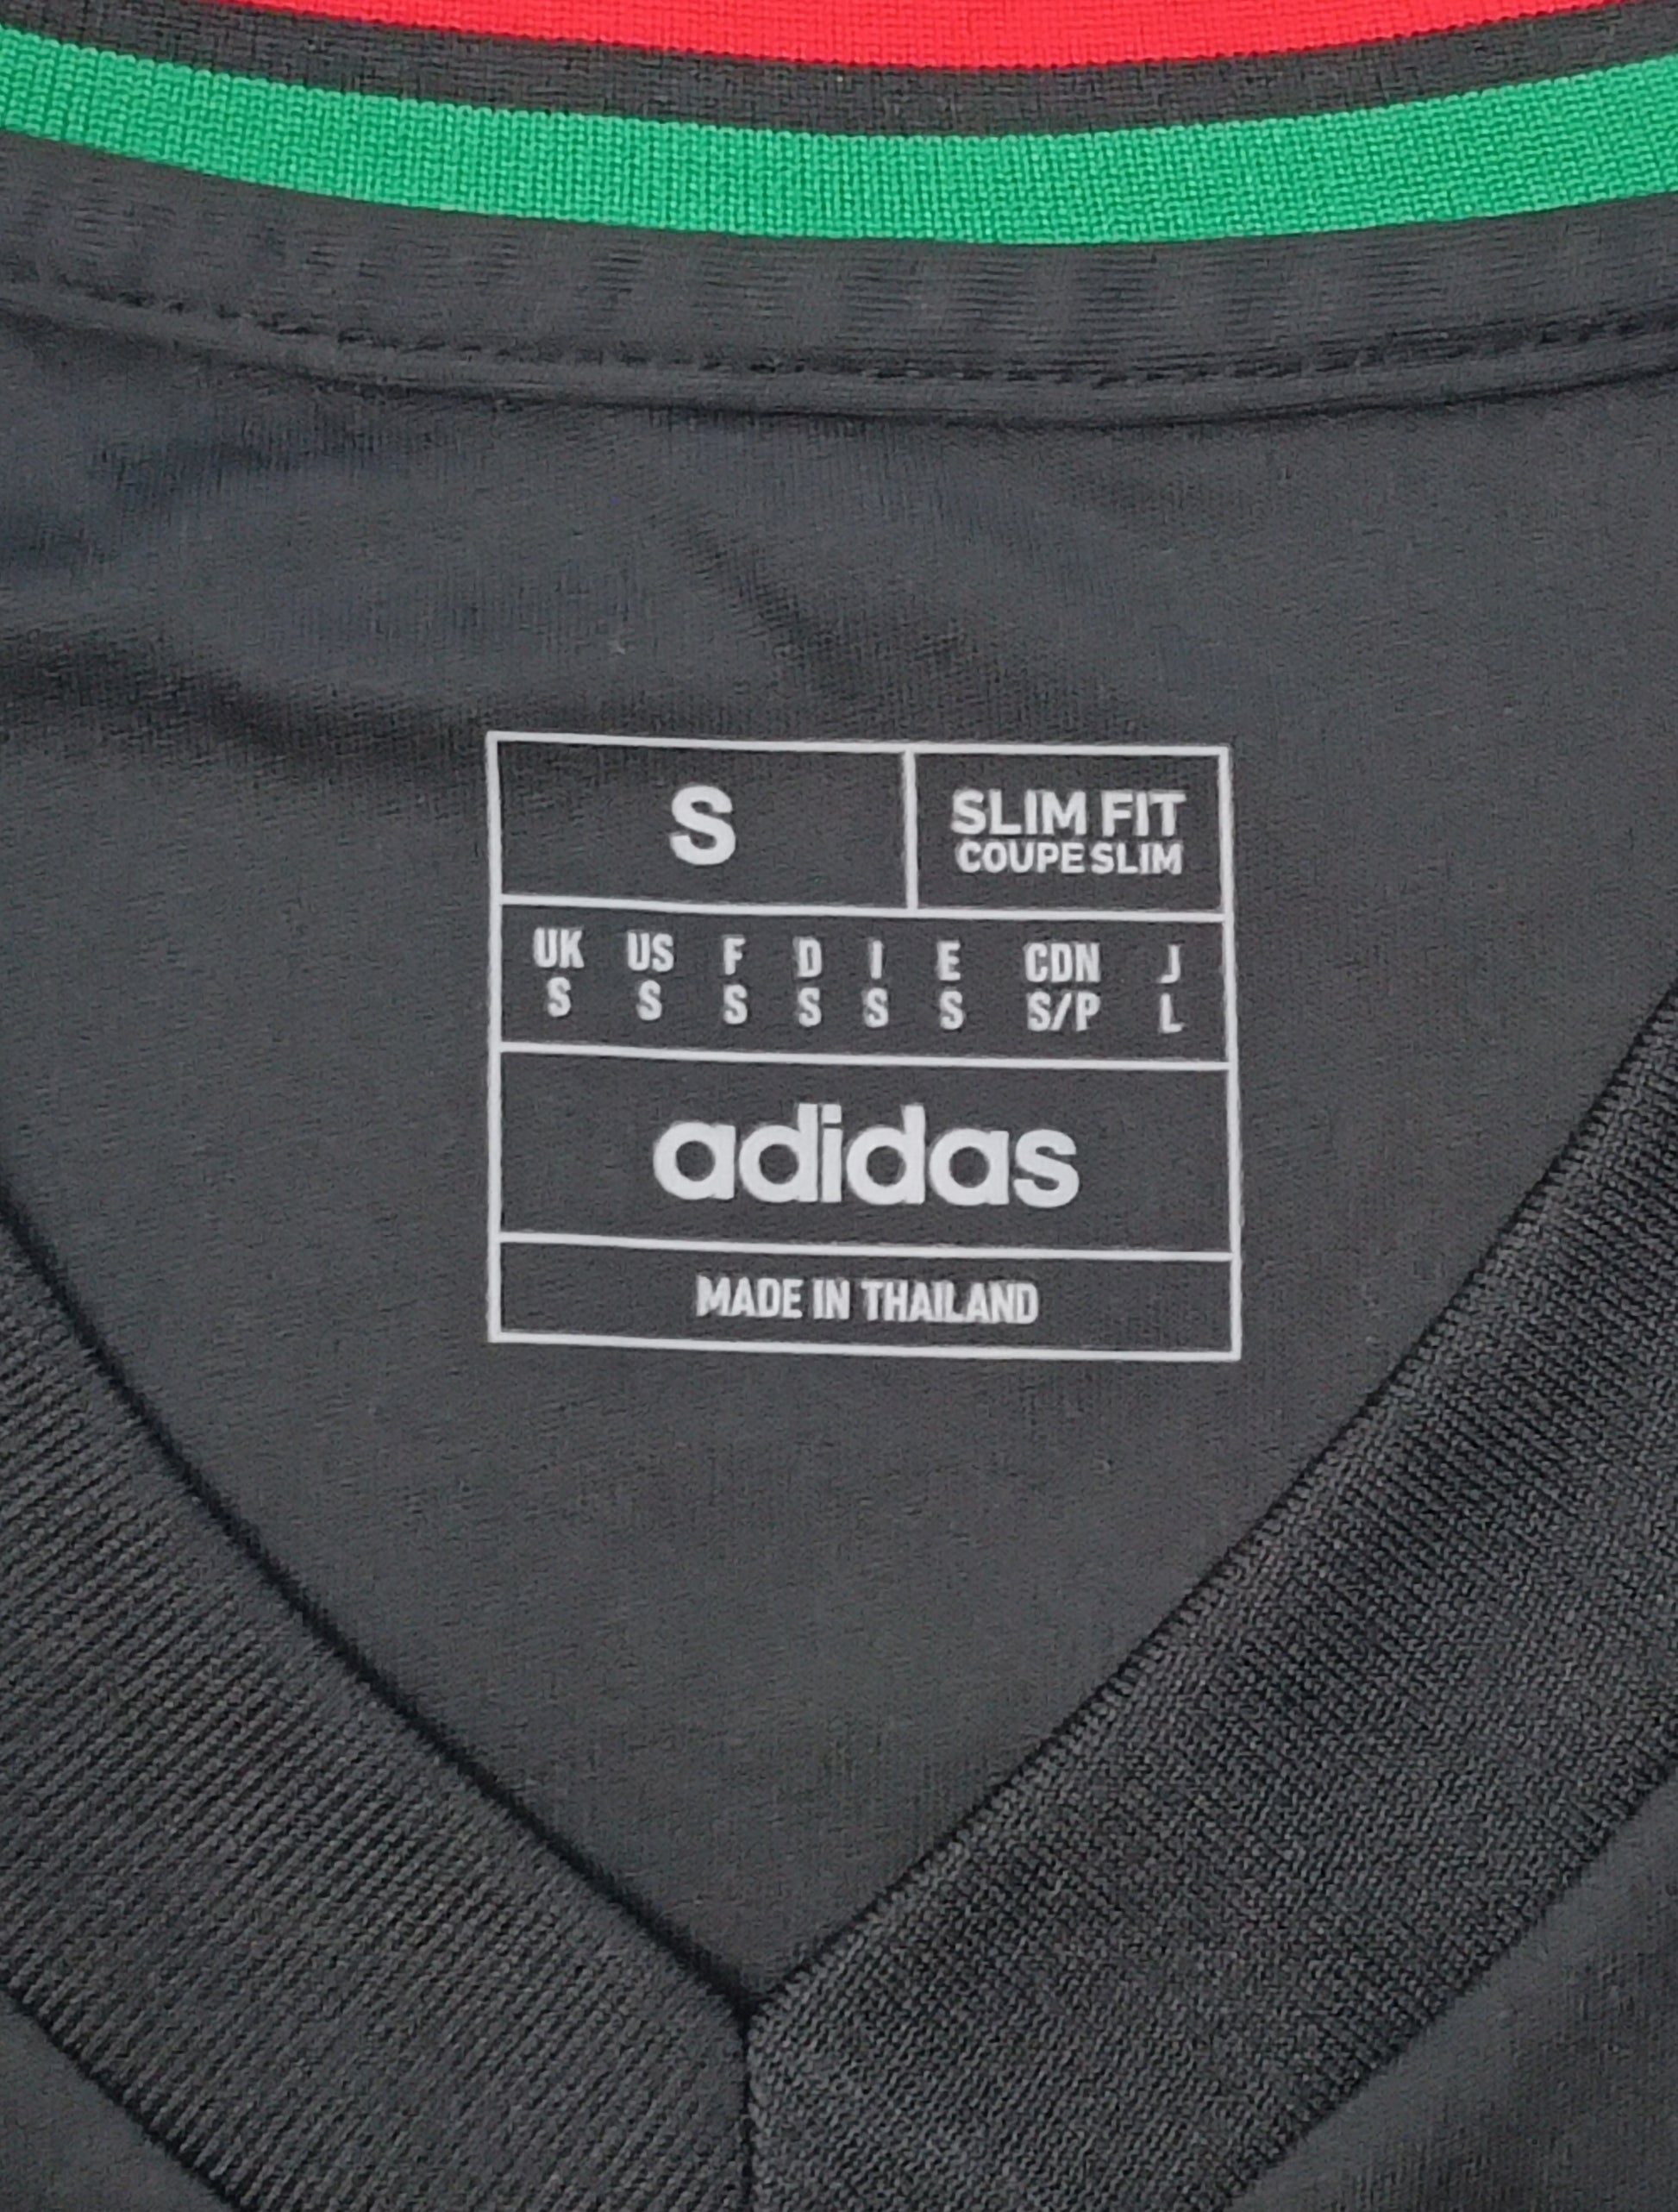 S
SLIM FIT
COUPE SLIM
UK US F D I E CDN J
S S S S S S S/P L
adidas
MADE IN THAILAND